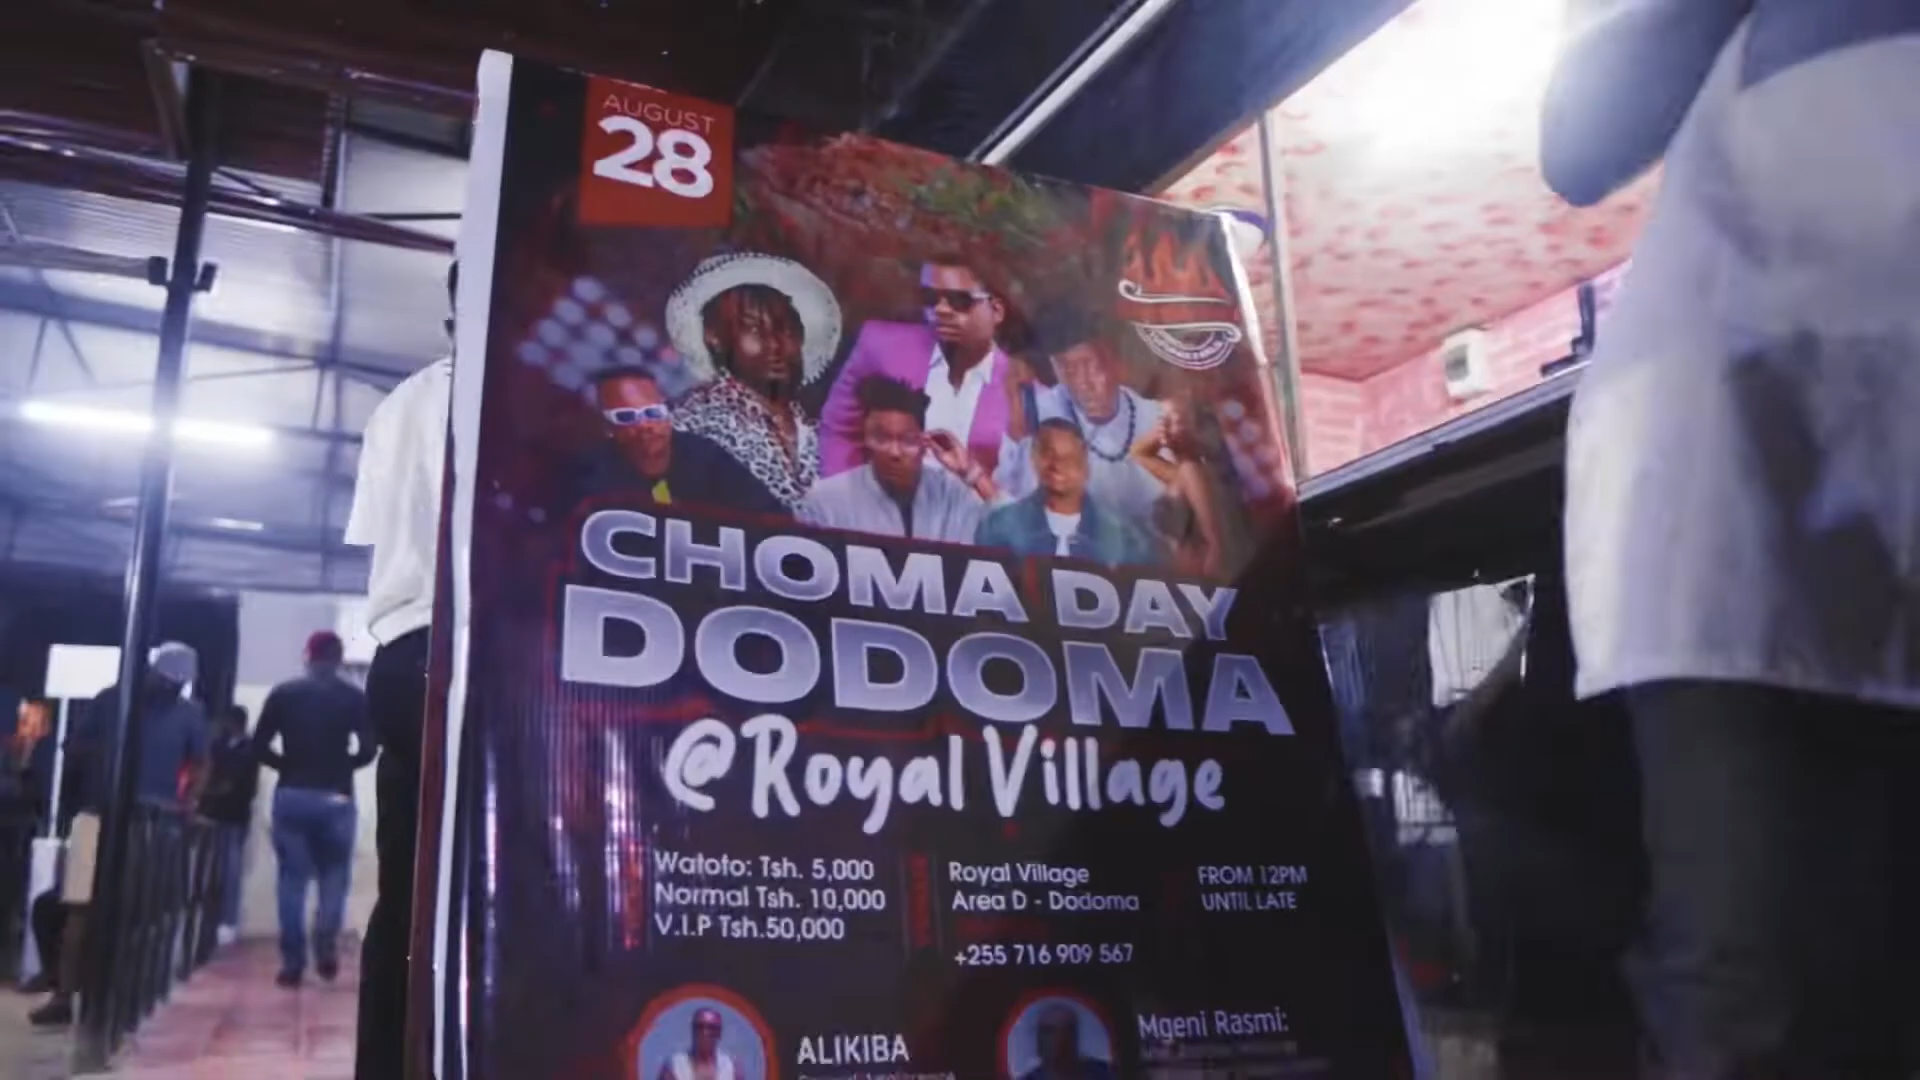 AUGUST
28
CHOMA DAY
DODOMA
@Royal Village
Watoto: Tsh. 5,000
Normal Tsh. 10,000
V.I.P Tsh.50,000
Royal Village
Area D - Dodoma
+255 716 909 567
FROM 12PM
UNTIL LATE
ALIKIBA
Mgeni Rasmi: